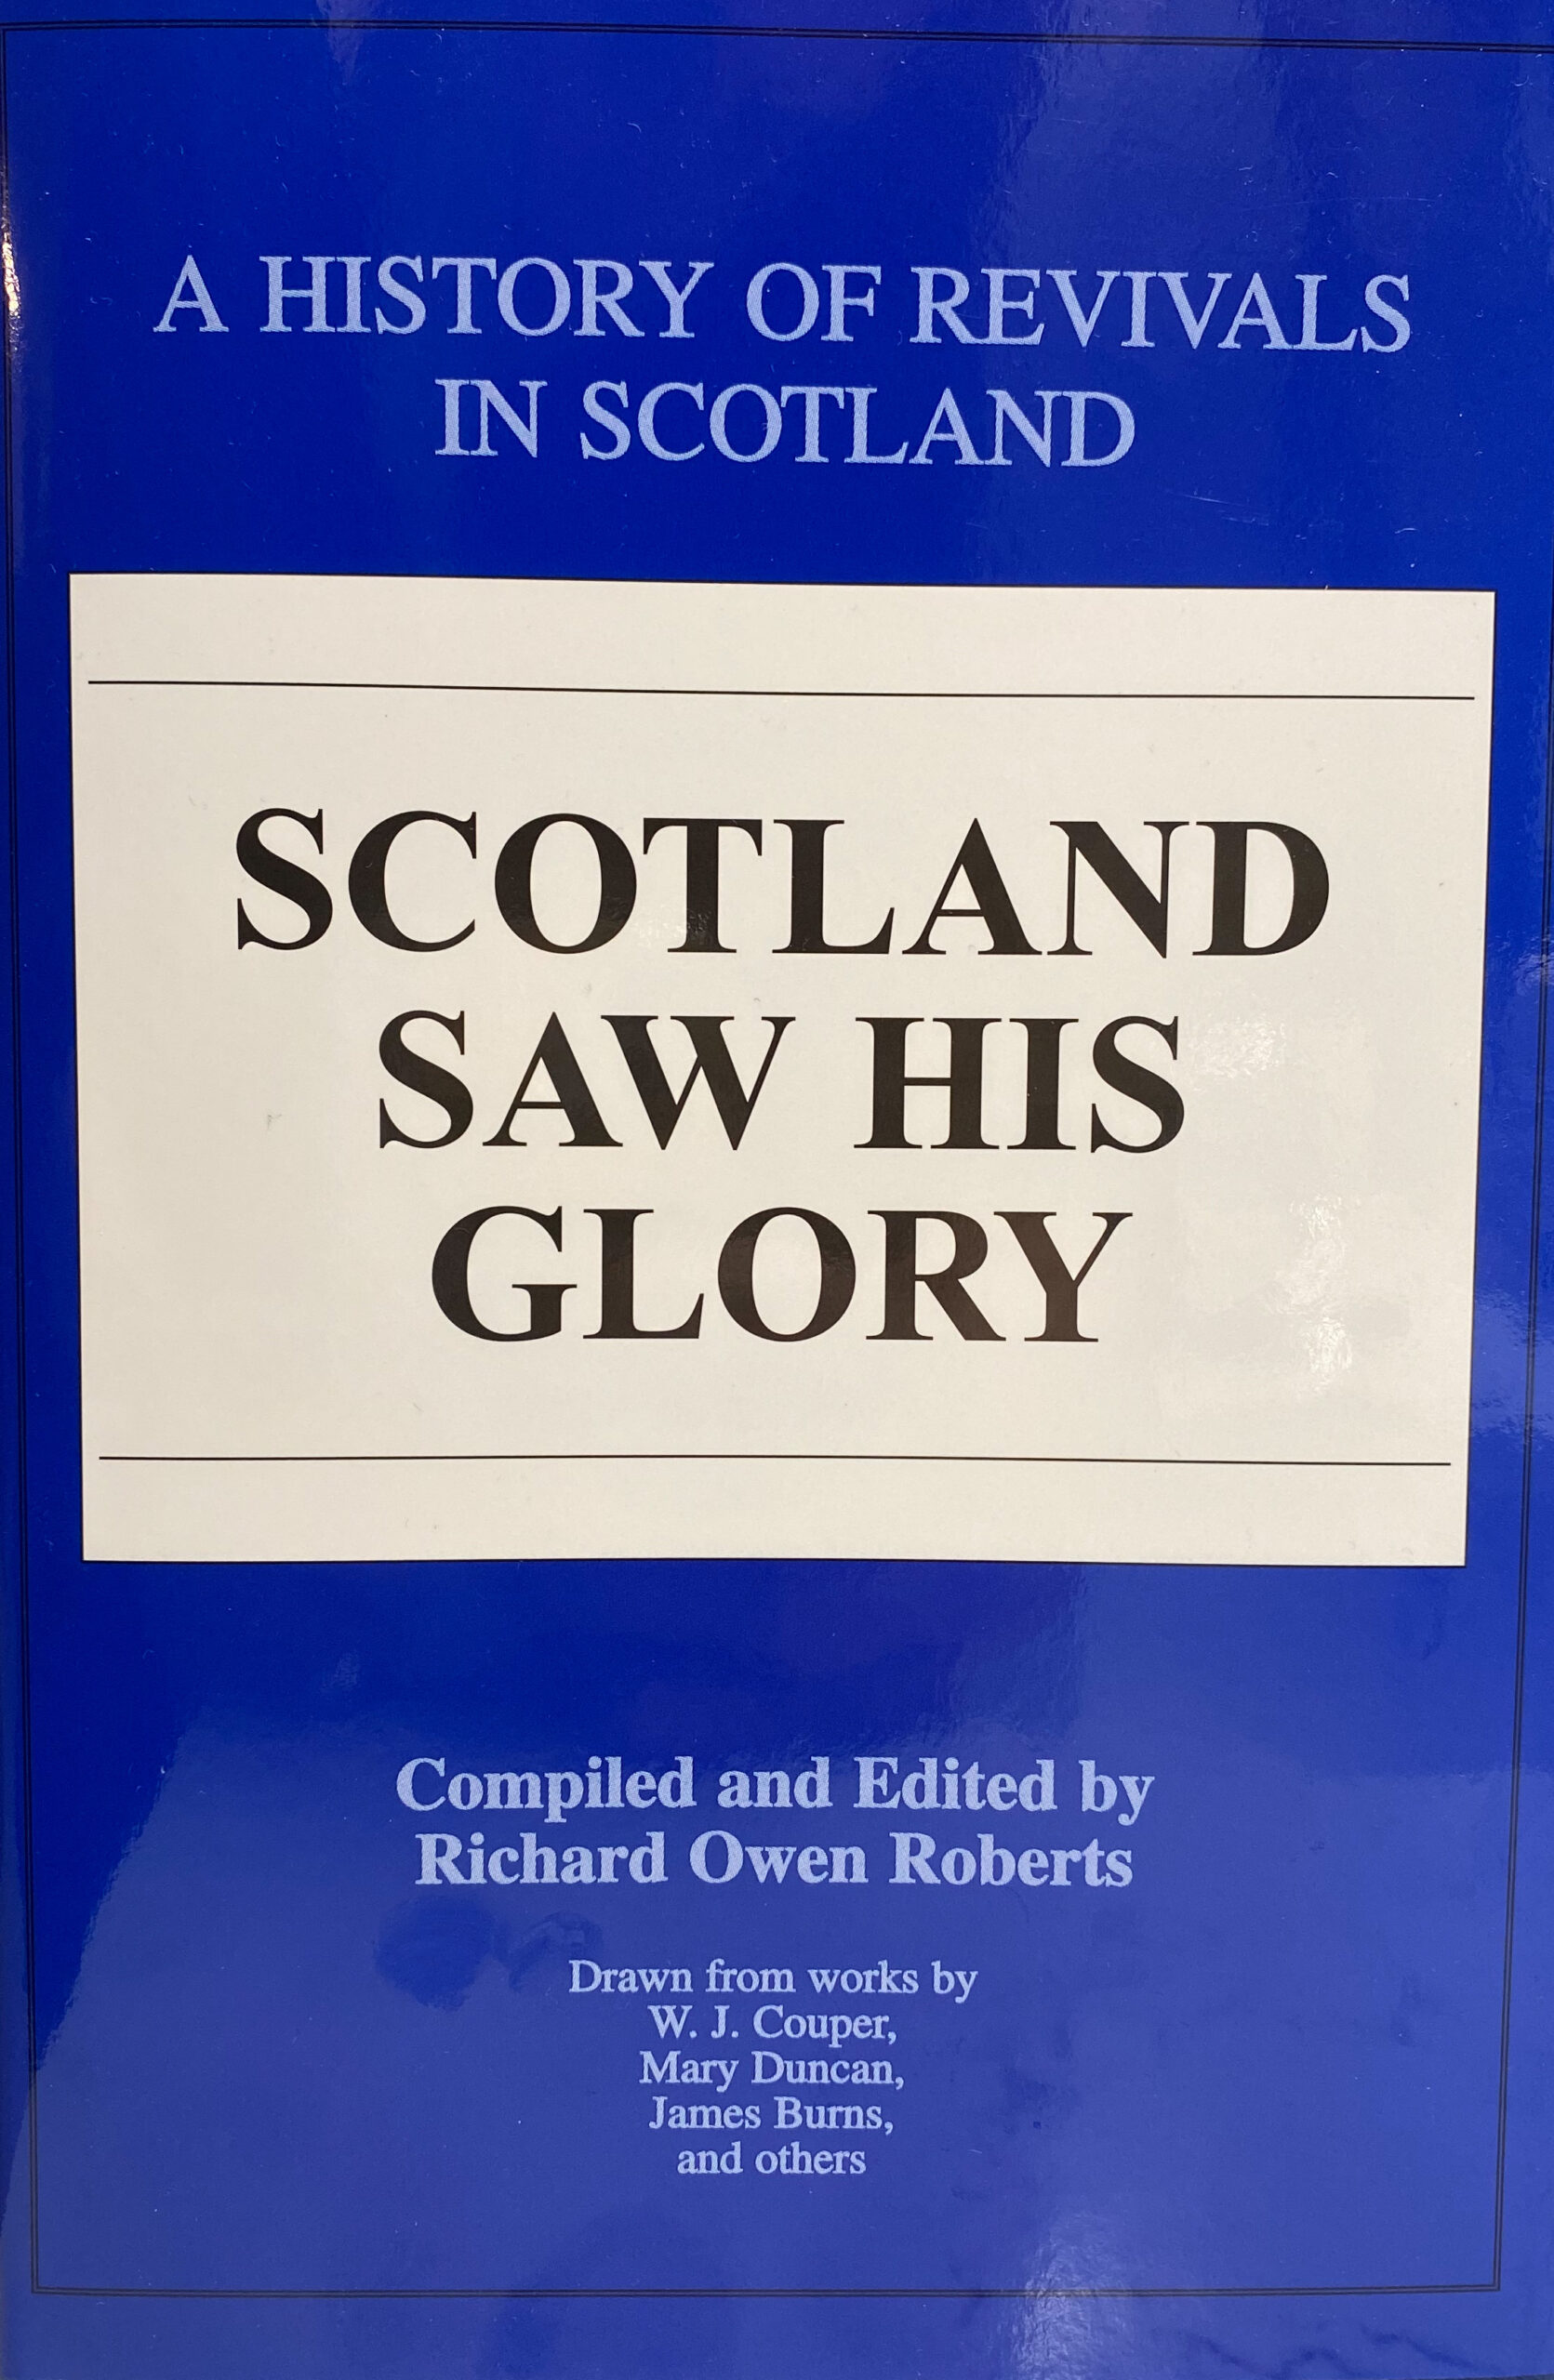 A HISTORY OF REVIVALS
IN SCOTLAND
SCOTLAND
SAW HIS
GLORY
Compiled and Edited by
Richard Owen Roberts
Drawn from works by
W. J. Couper,
Mary Duncan,
James Burns,
and others